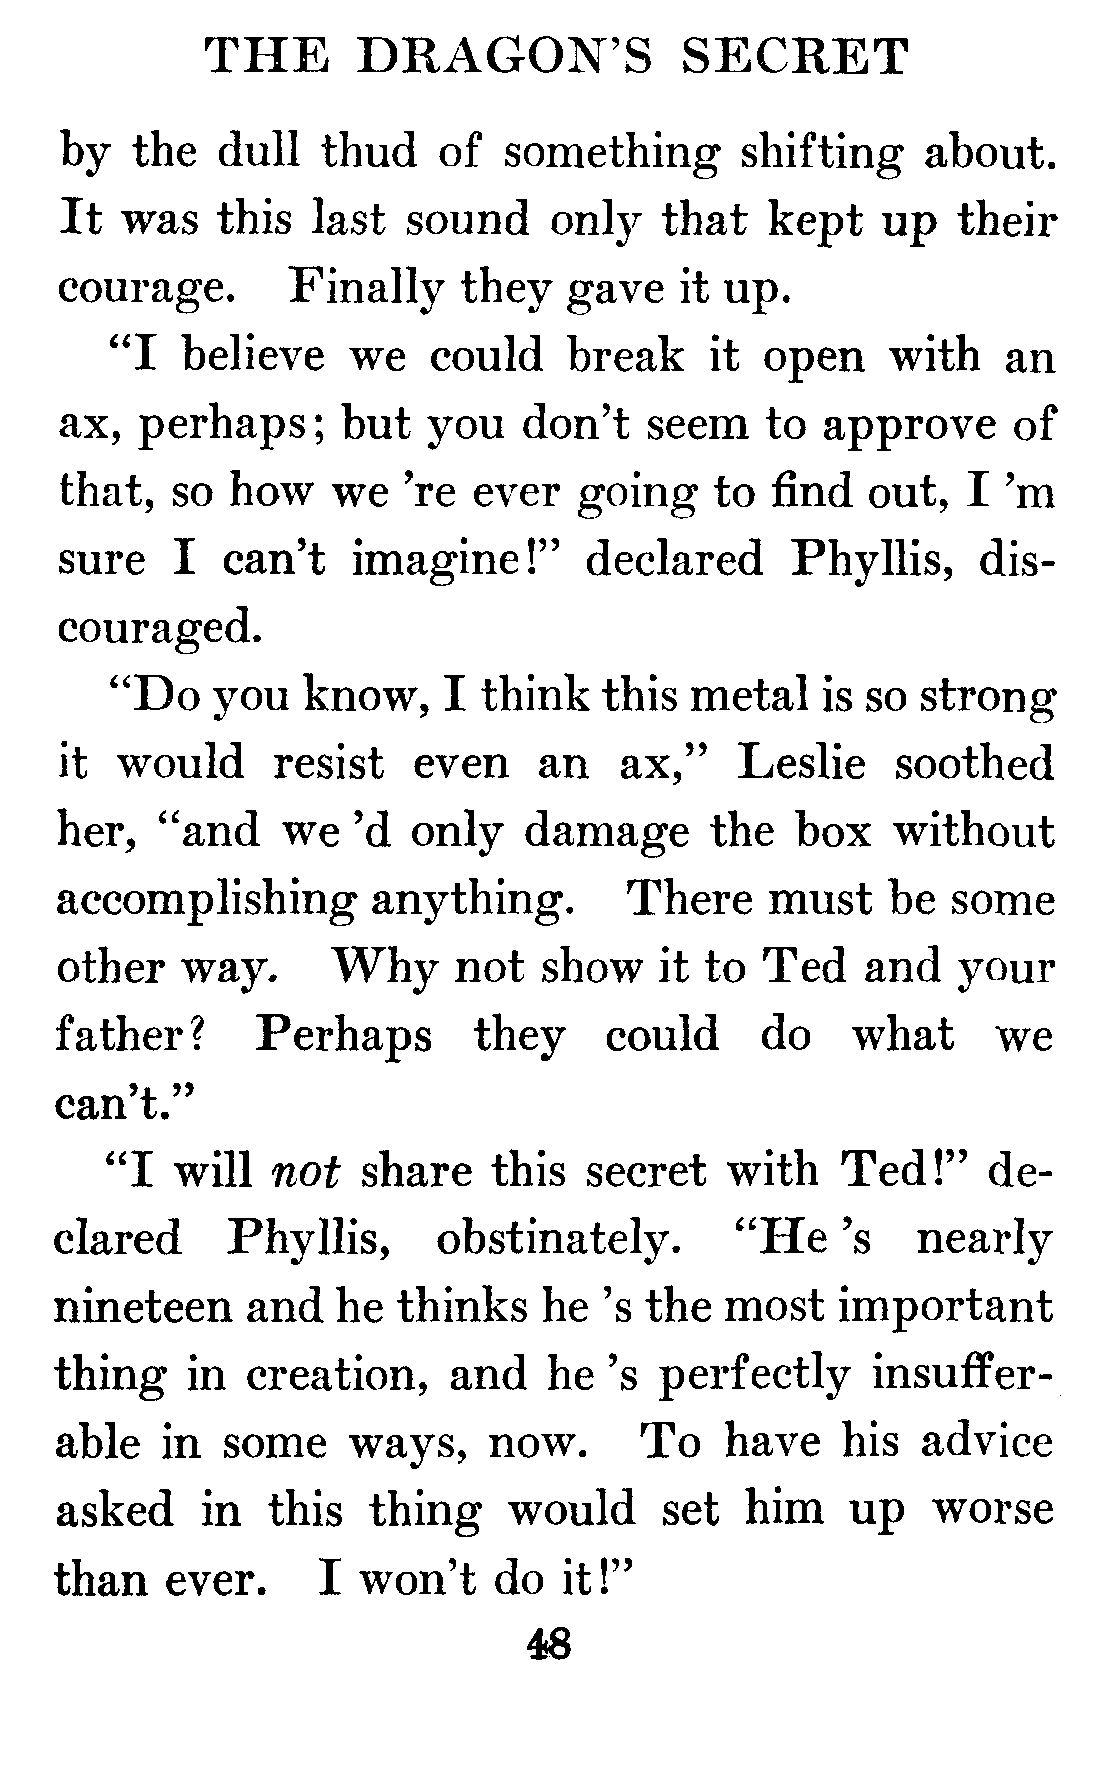 THE DRAGON'S SECRET
by the dull thud of something shifting about.
It was this last sound only that kept up their
courage. Finally they gave it up.
“I believe we could break it open with an
ax, perhaps; but you don't seem to approve of
that, so how we 're ever going to find out, I 'm
sure I can't imagine!” declared Phyllis, dis-
couraged.
“Do you know, I think this metal is so strong
it would resist even an ax,” Leslie soothed
her, “and we 'd only damage the box without
accomplishing anything. There must be some
other way. Why not show it to Ted and your
father? Perhaps they could do what we
can't.”
“I will not share this secret with Ted!” de-
clared Phyllis, obstinately. “He 's nearly
nineteen and he thinks he 's the most important
thing in creation, and he 's perfectly insuffer-
able in some ways, now. To have his advice
asked in this thing would set him up worse
than ever. I won't do it!”
48